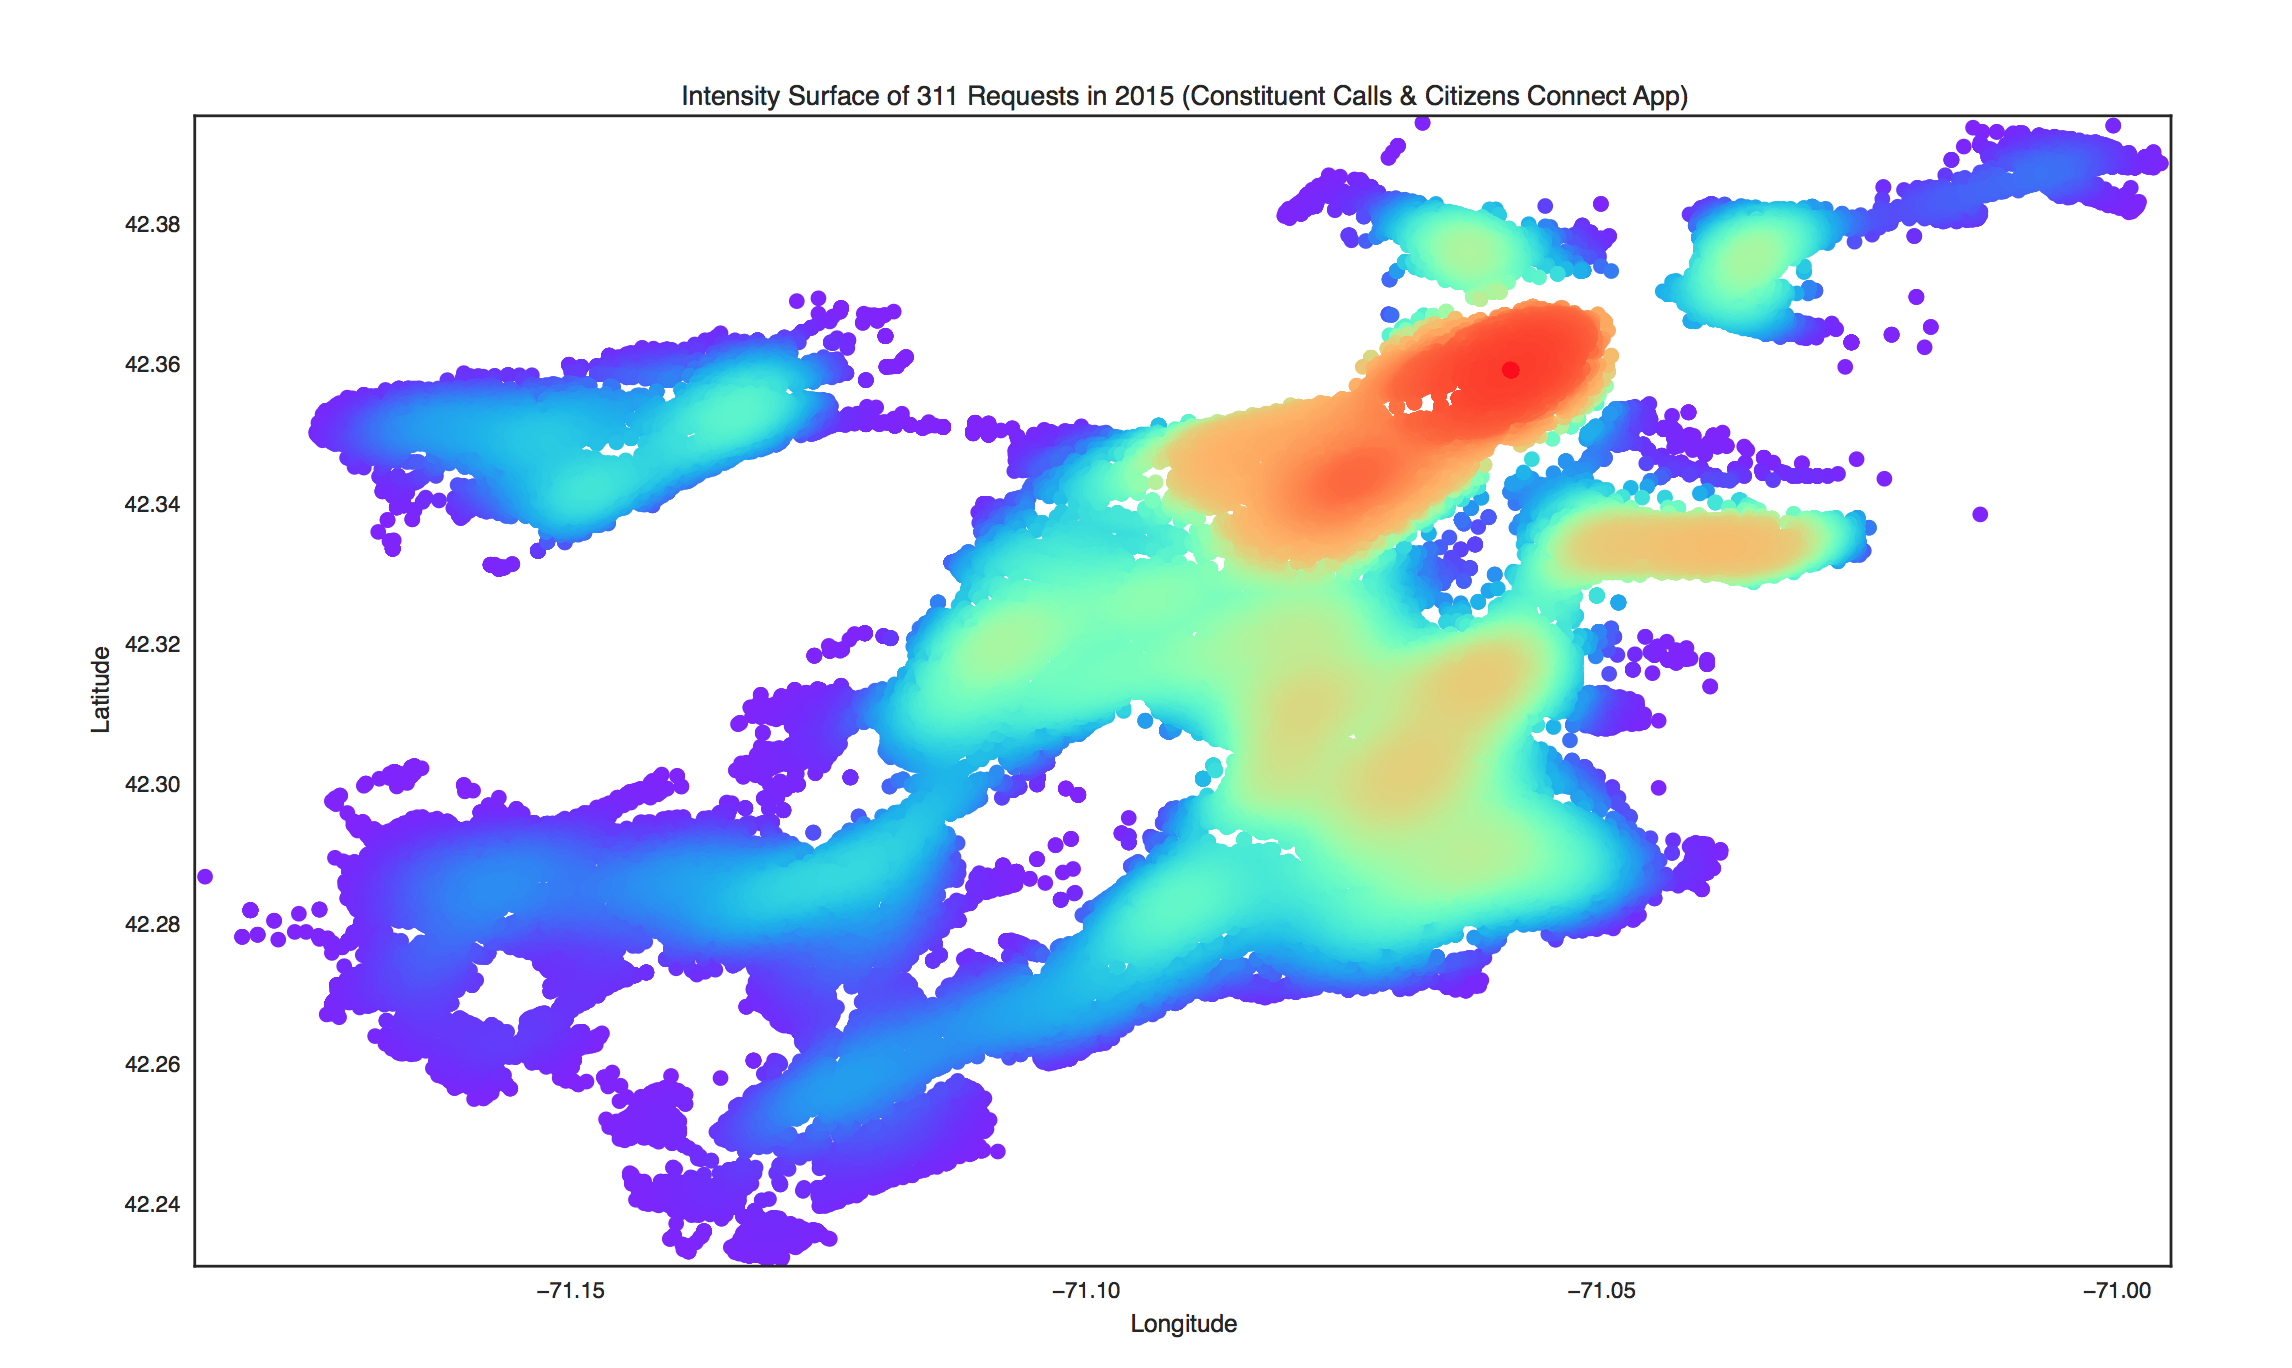 Intensity Surface of 311 Requests in 2015 (Constituent Calls & Citizens Connect App)
42.38
42.36
42.34
42.32
42.30
42.28
42.26
42.24
Latitude
−71.15 −71.10 −71.05 −71.00
Longitude